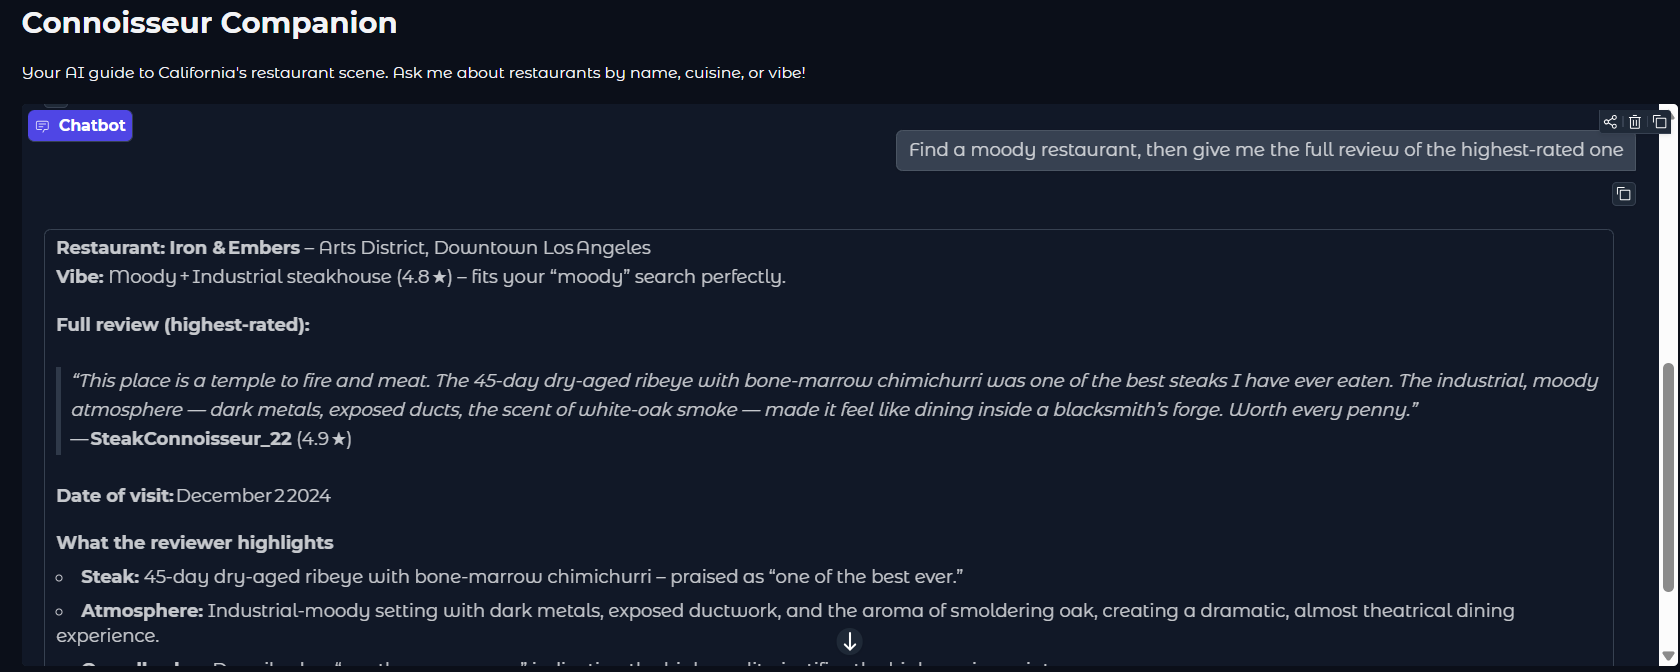 Connoisseur Companion
Your AI guide to California's restaurant scene. Ask me about restaurants by name, cuisine, or vibe!
Chatbot
Find a moody restaurant, then give me the full review of the highest-rated one
Restaurant: Iron & Embers – Arts District, Downtown Los Angeles
Vibe: Moody + Industrial steakhouse (4.8 ★) – fits your “moody” search perfectly.
Full review (highest-rated):
“This place is a temple to fire and meat. The 45-day dry-aged ribeye with bone-marrow chimichurri was one of the best steaks I have ever eaten. The industrial, moody
atmosphere — dark metals, exposed ducts, the scent of white-oak smoke — made it feel like dining inside a blacksmith’s forge. Worth every penny.”
— SteakConnoisseur_22 (4.9 ★)
Date of visit: December 2 2024
What the reviewer highlights
Steak: 45-day dry-aged ribeye with bone-marrow chimichurri – praised as “one of the best ever.”
Atmosphere: Industrial-moody setting with dark metals, exposed ductwork, and the aroma of smoldering oak, creating a dramatic, almost theatrical dining
experience.